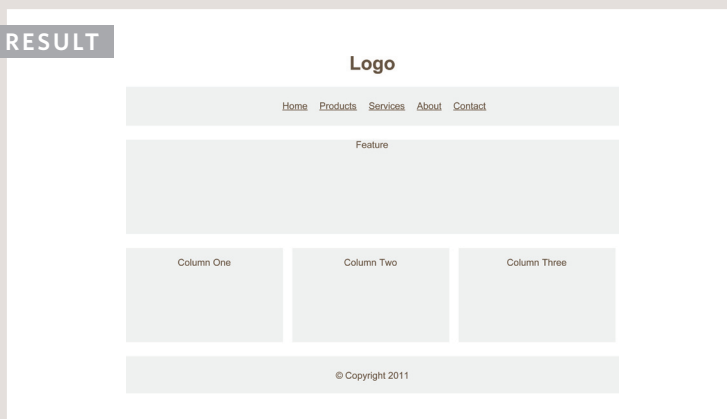 RESULT
Logo
Home Products Services About Contact
Feature
Column One Column Two Column Three
© Copyright 2011